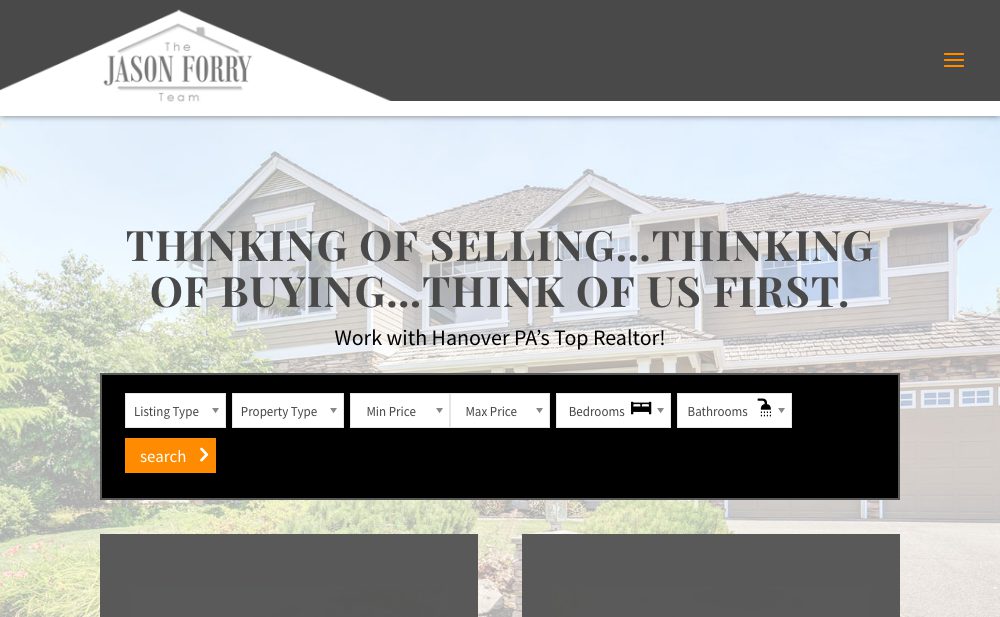 The
JASON FORRY
Team
THINKING OF SELLING...THINKING
OF BUYING...THINK OF US FIRST.
Work with Hanover PA’s Top Realtor!
Listing Type Property Type Min Price Max Price Bedrooms Bathrooms
search